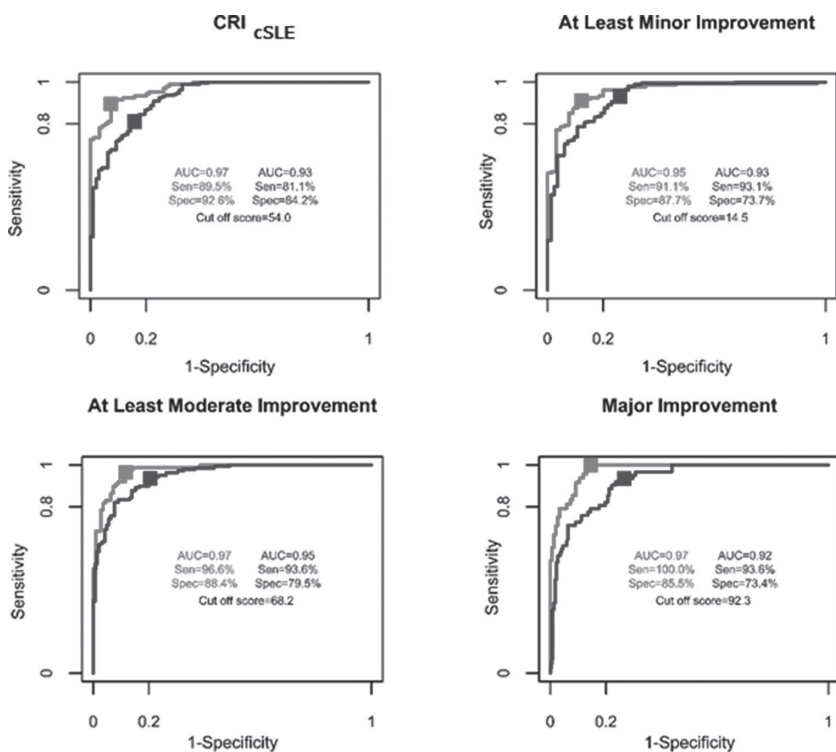 CRI cSLE
1
0.8
0
Sensitivity
AUC=0.97 AUC=0.93
Sen=89.5% Sen=81.1%
Spec=92.6% Spec=84.2%
Cut off score=54.0
0 0.2 1
1-Specificity
At Least Minor Improvement
1
0.8
0
Sensitivity
AUC=0.95 AUC=0.93
Sen=91.1% Sen=93.1%
Spec=87.7% Spec=73.7%
Cut off score=14.5
0 0.2 1
1-Specificity
At Least Moderate Improvement
1
0.8
0
Sensitivity
AUC=0.97 AUC=0.95
Sen=96.6% Sen=93.6%
Spec=88.4% Spec=79.5%
Cut off score=68.2
0 0.2 1
1-Specificity
Major Improvement
1
0.8
0
Sensitivity
AUC=0.97 AUC=0.92
Sen=100.0% Sen=93.6%
Spec=85.5% Spec=73.4%
Cut off score=92.3
0 0.2 1
1-Specificity